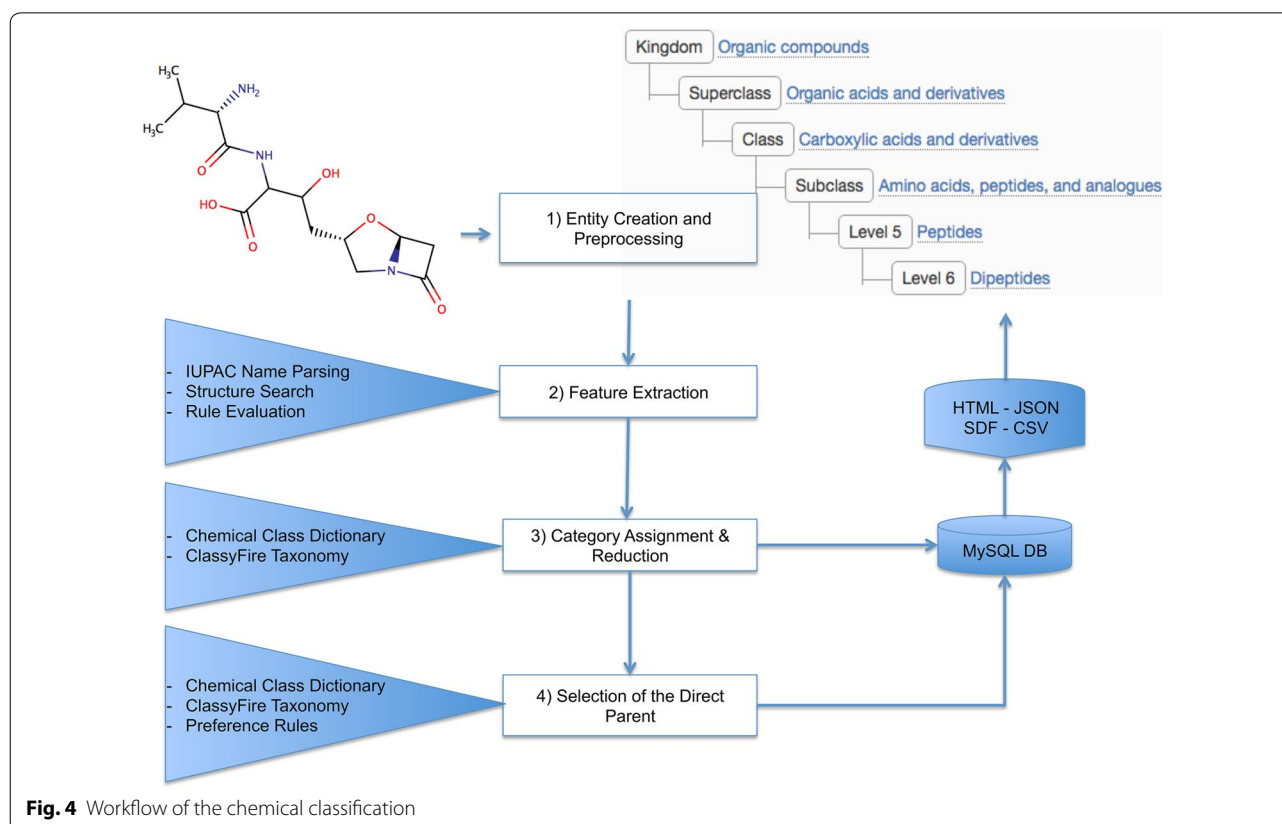 H₃C
NH₂
H₃C
O
NH
OH
HO
O
O
N
O
Kingdom Organic compounds
Superclass Organic acids and derivatives
Class Carboxylic acids and derivatives
Subclass Amino acids, peptides, and analogues
Level 5 Peptides
Level 6 Dipeptides
1) Entity Creation and
Preprocessing
- IUPAC Name Parsing
- Structure Search
- Rule Evaluation
2) Feature Extraction
HTML - JSON
SDF - CSV
- Chemical Class Dictionary
- ClassyFire Taxonomy
3) Category Assignment &
Reduction
MySQL DB
- Chemical Class Dictionary
- ClassyFire Taxonomy
- Preference Rules
4) Selection of the Direct
Parent
Fig. 4 Workflow of the chemical classification